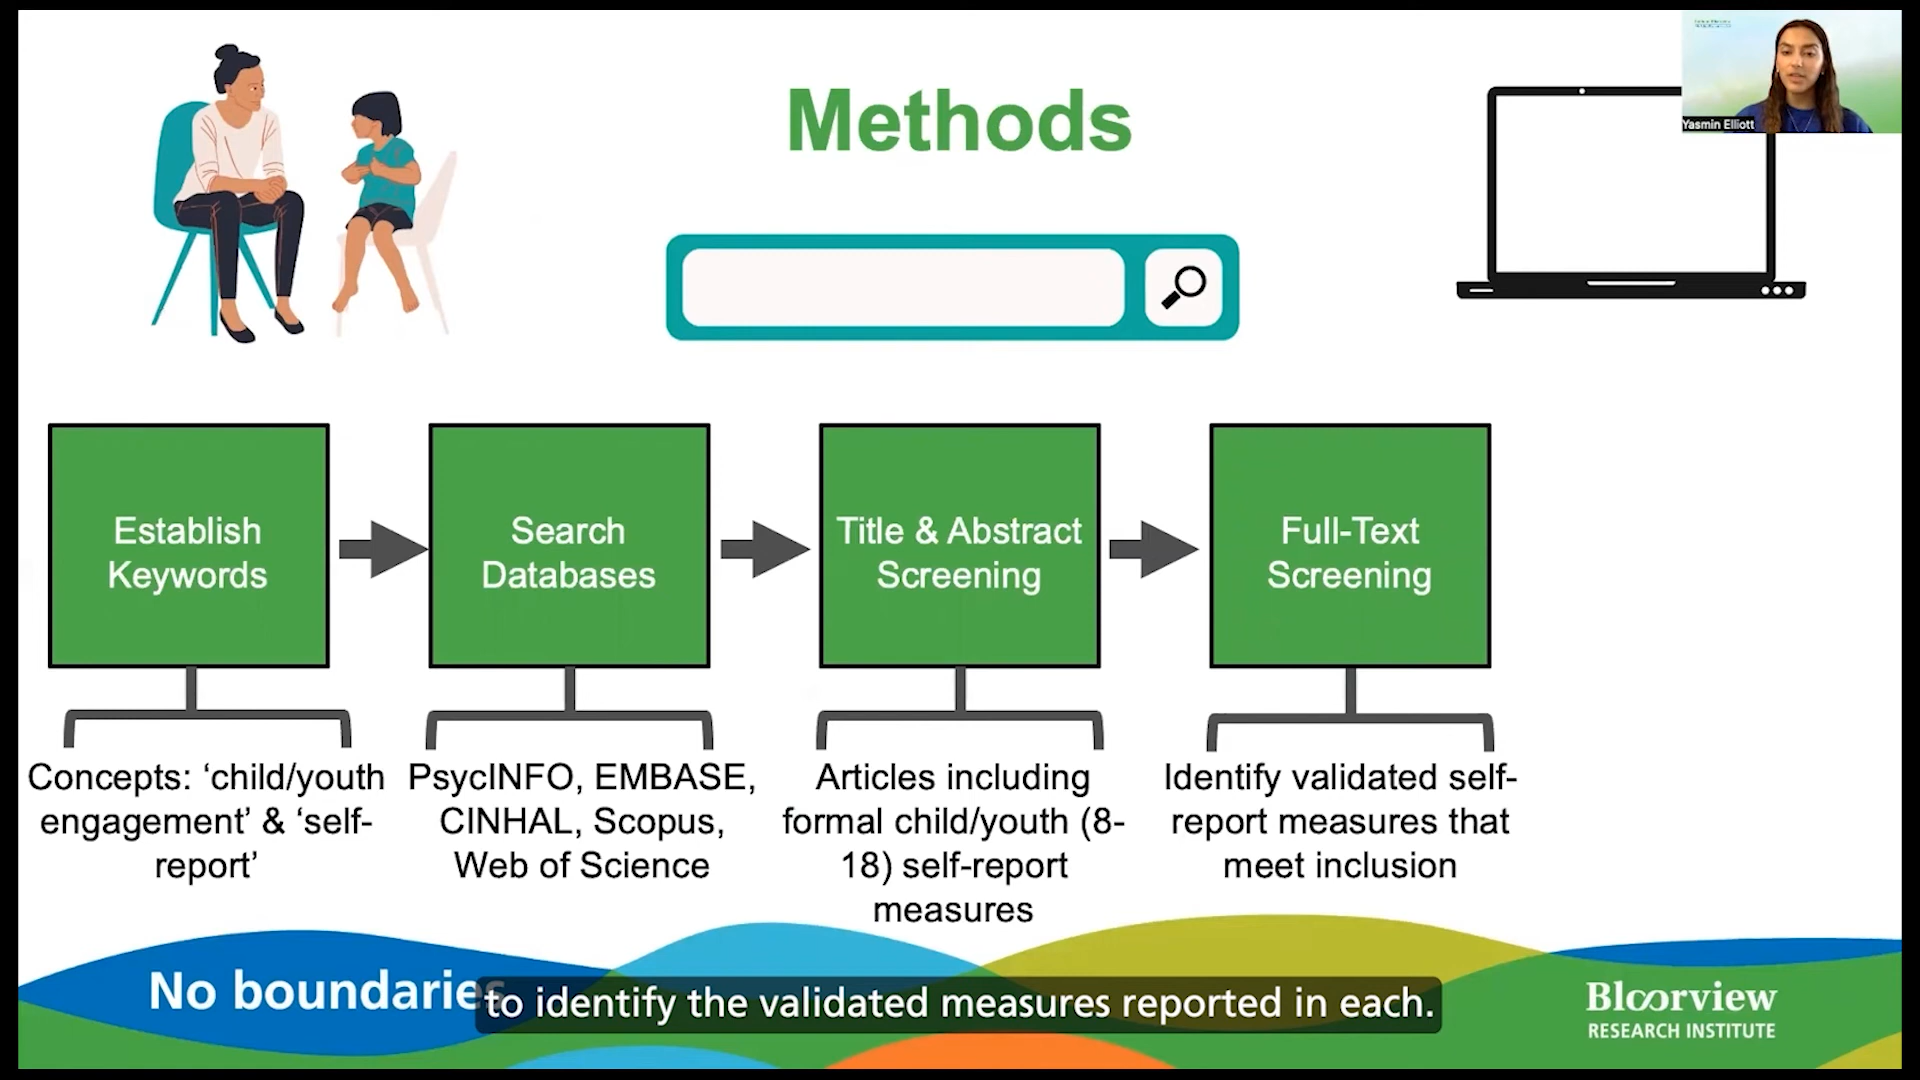 Methods
Yasmin Elliott
Establish
Keywords
Search
Databases
Title & Abstract
Screening
Full-Text
Screening
Concepts: ‘child/youth
engagement’ & ‘self-
report’
PsycINFO, EMBASE,
CINHAL, Scopus,
Web of Science
Articles including
formal child/youth (8-
18) self-report
measures
Identify validated self-
report measures that
meet inclusion
No boundaries
to identify the validated measures reported in each.
Bloorview
RESEARCH INSTITUTE